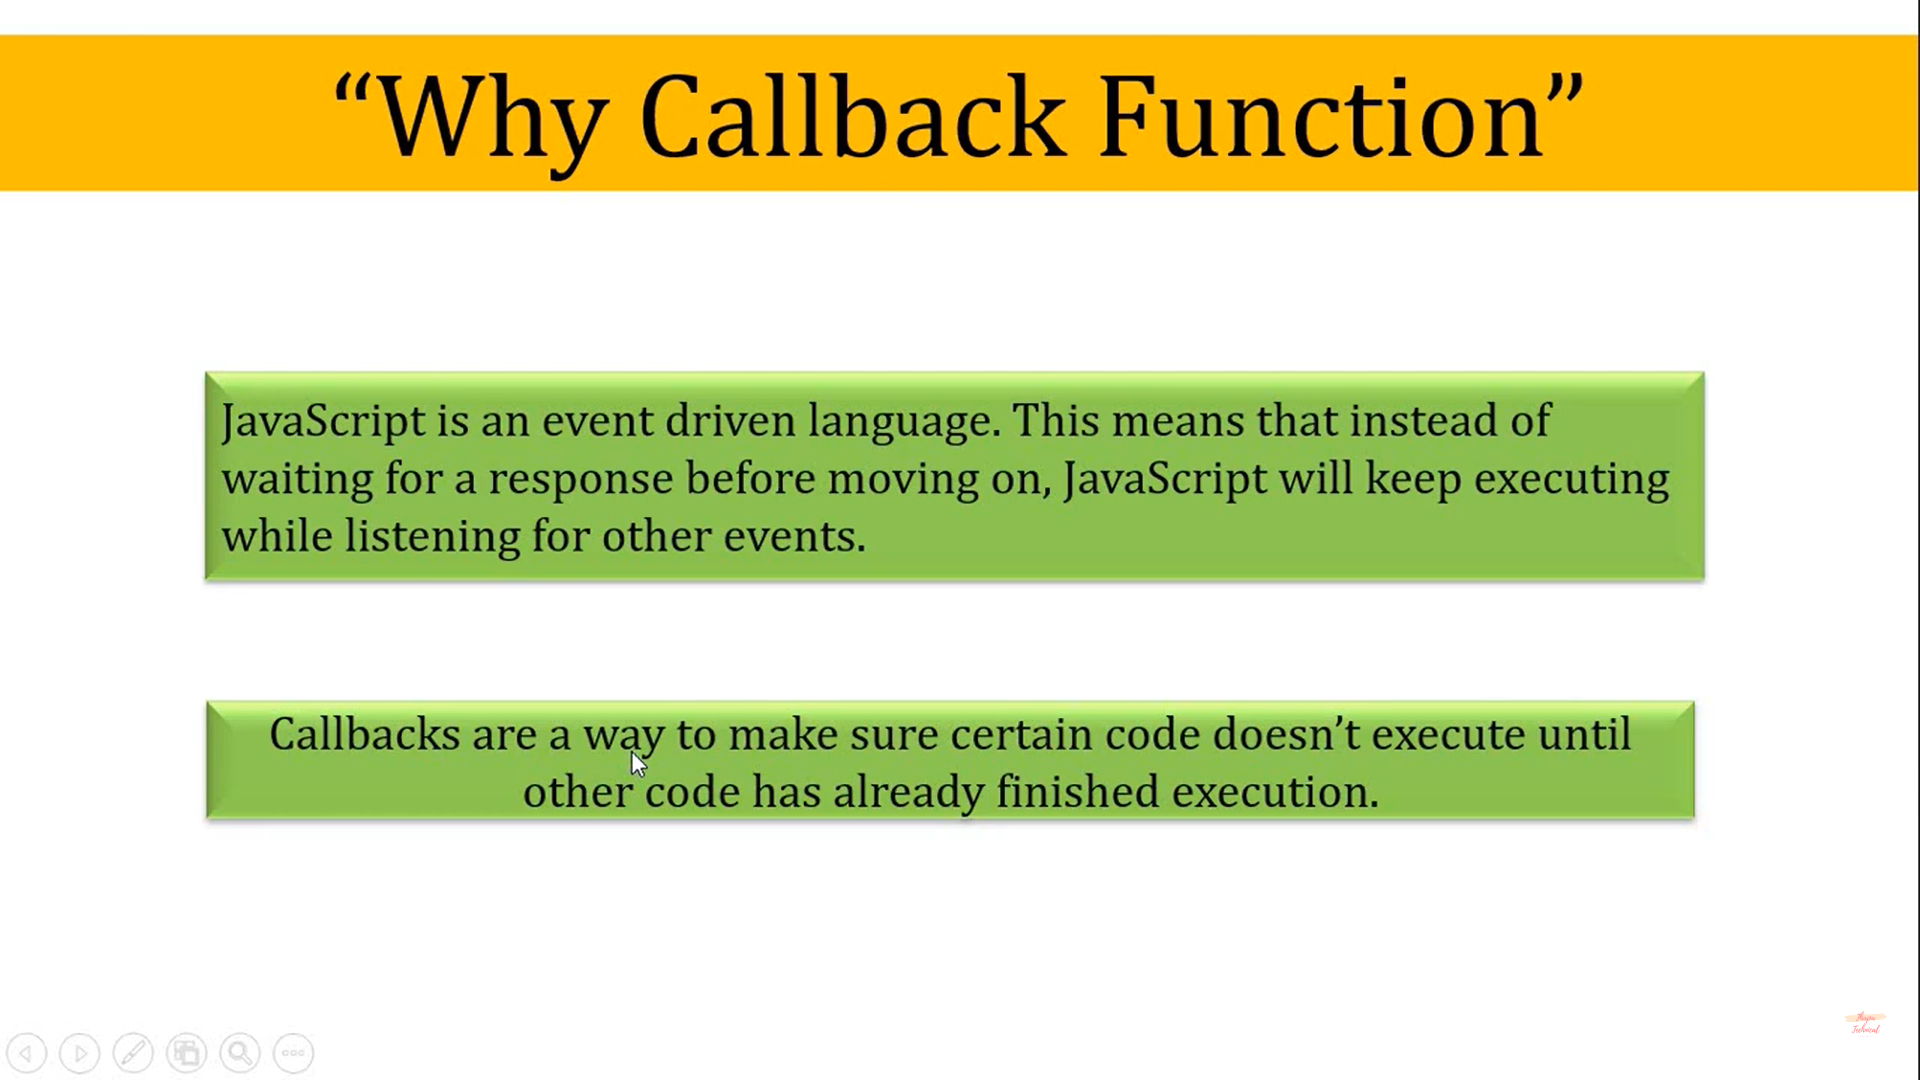 “Why Callback Function”
JavaScript is an event driven language. This means that instead of
waiting for a response before moving on, JavaScript will keep executing
while listening for other events.
Callbacks are a way to make sure certain code doesn’t execute until
other code has already finished execution.
Technical